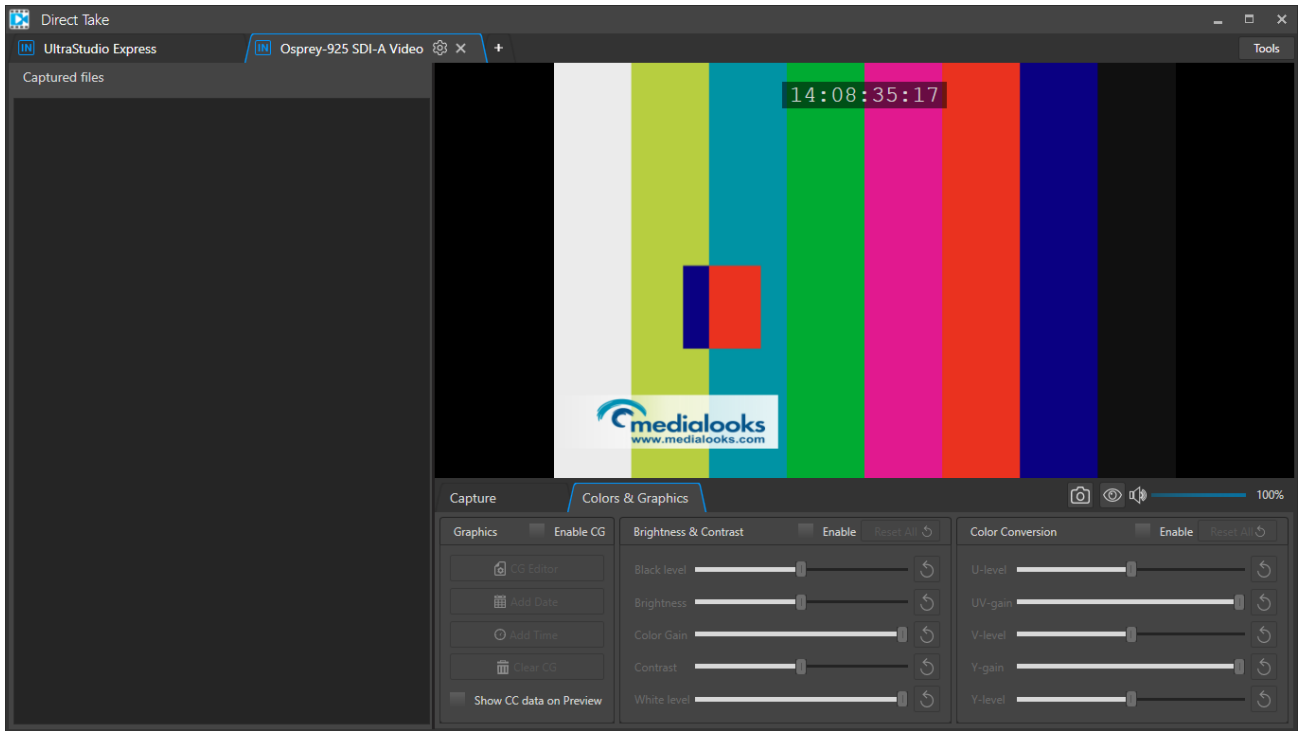 Direct Take
IN UltraStudio Express
IN Osprey-925 SDI-A Video
+
Tools
Captured files
14:08:35:17
medialooks
www.medialooks.com
Capture
Colors & Graphics
100%
Graphics
Enable CG
CG Editor
Add Date
Add Time
Clear CG
Show CC data on Preview
Brightness & Contrast
Enable
Reset All
Black level
Brightness
Color Gain
Contrast
White level
Color Conversion
Enable
Reset All
U-level
UV-gain
V-level
Y-gain
Y-level